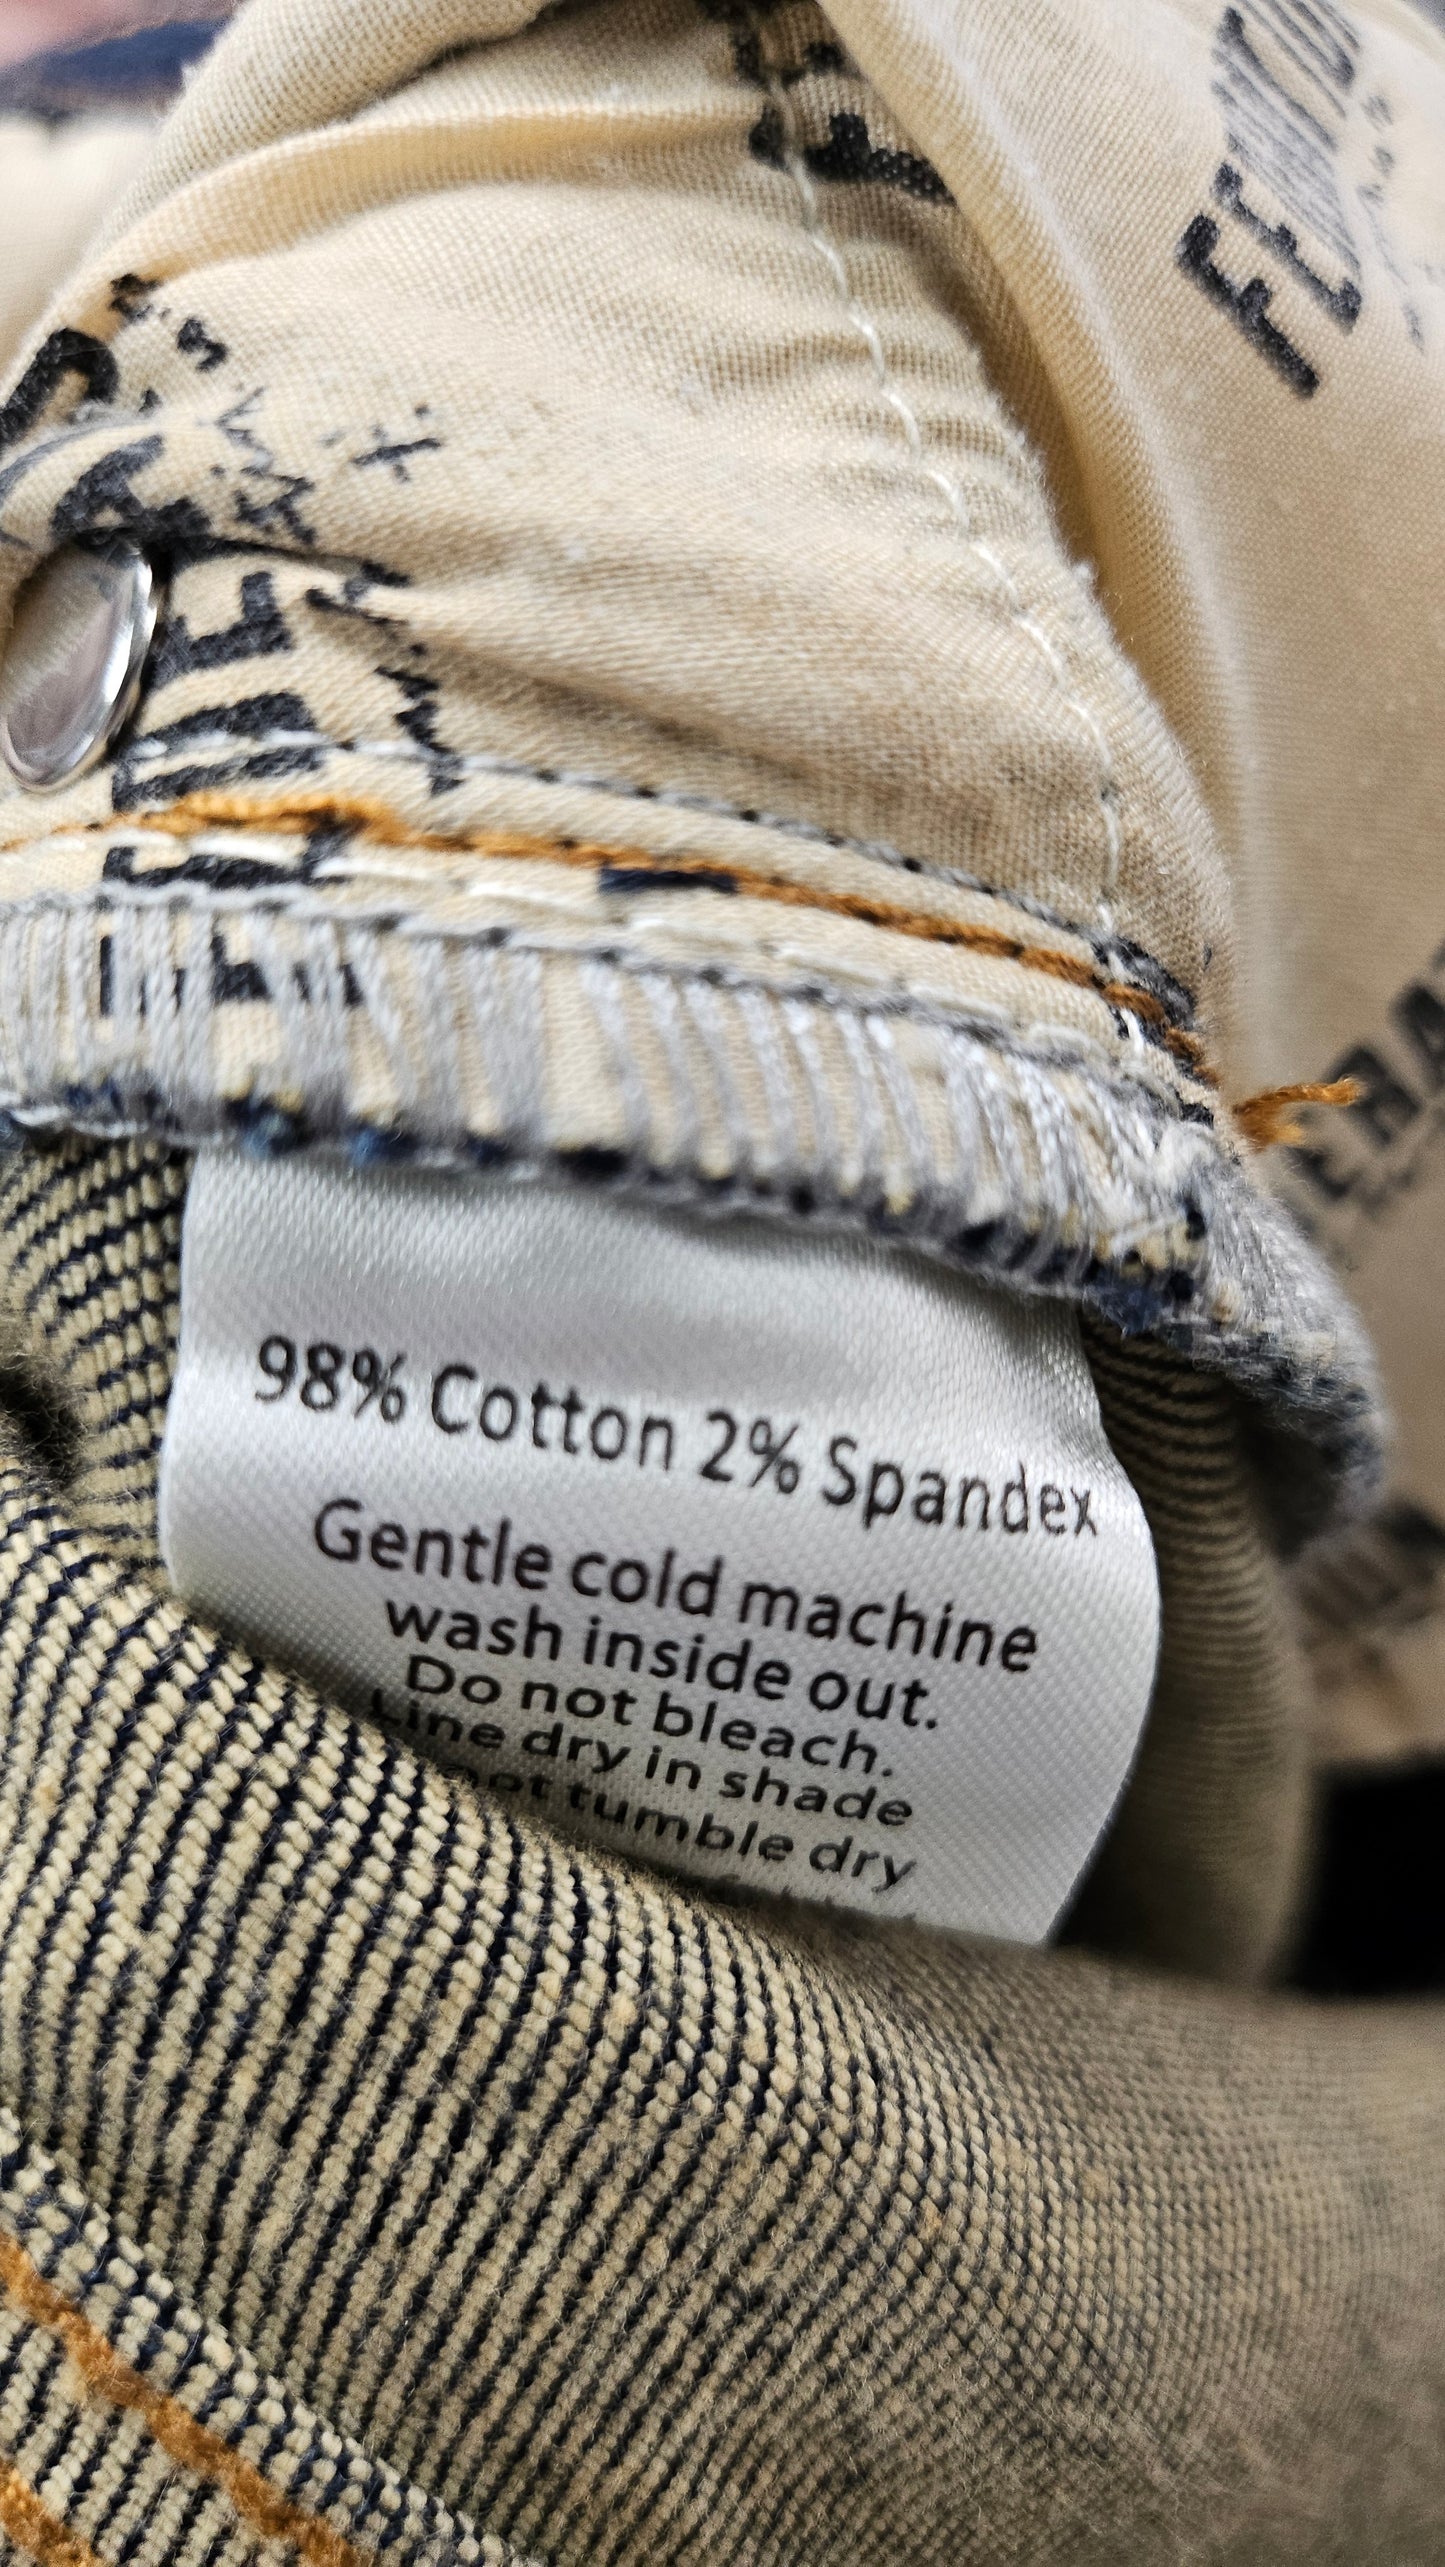 FE
98% Cotton 2% Spandex
Gentle cold machine
wash inside out.
Do not bleach.
Line dry in shade
tumble dry